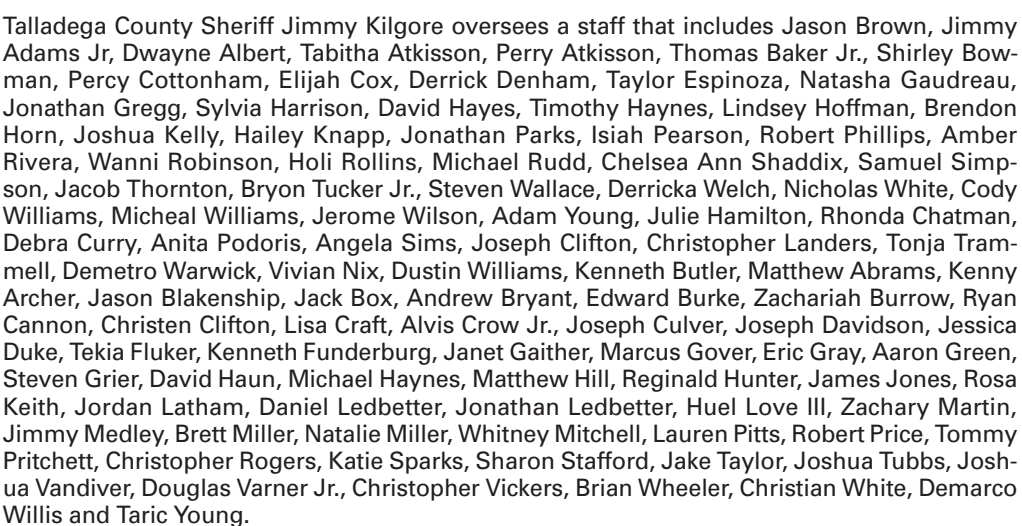 Talladega County Sheriff Jimmy Kilgore oversees a staff that includes Jason Brown, Jimmy
Adams Jr, Dwayne Albert, Tabitha Atkisson, Perry Atkisson, Thomas Baker Jr., Shirley Bow-
man, Percy Cottonham, Elijah Cox, Derrick Denham, Taylor Espinoza, Natasha Gaudreau,
Jonathan Gregg, Sylvia Harrison, David Hayes, Timothy Haynes, Lindsey Hoffman, Brendon
Horn, Joshua Kelly, Hailey Knapp, Jonathan Parks, Isiah Pearson, Robert Phillips, Amber
Rivera, Wanni Robinson, Holi Rollins, Michael Rudd, Chelsea Ann Shaddix, Samuel Simp-
son, Jacob Thornton, Bryon Tucker Jr., Steven Wallace, Derricka Welch, Nicholas White, Cody
Williams, Micheal Williams, Jerome Wilson, Adam Young, Julie Hamilton, Rhonda Chatman,
Debra Curry, Anita Podoris, Angela Sims, Joseph Clifton, Christopher Landers, Tonja Tram-
mell, Demetro Warwick, Vivian Nix, Dustin Williams, Kenneth Butler, Matthew Abrams, Kenny
Archer, Jason Blakenship, Jack Box, Andrew Bryant, Edward Burke, Zachariah Burrow, Ryan
Cannon, Christen Clifton, Lisa Craft, Alvis Crow Jr., Joseph Culver, Joseph Davidson, Jessica
Duke, Tekia Fluker, Kenneth Funderburg, Janet Gaither, Marcus Gover, Eric Gray, Aaron Green,
Steven Grier, David Haun, Michael Haynes, Matthew Hill, Reginald Hunter, James Jones, Rosa
Keith, Jordan Latham, Daniel Ledbetter, Jonathan Ledbetter, Huel Love III, Zachary Martin,
Jimmy Medley, Brett Miller, Natalie Miller, Whitney Mitchell, Lauren Pitts, Robert Price, Tommy
Pritchett, Christopher Rogers, Katie Sparks, Sharon Stafford, Jake Taylor, Joshua Tubbs, Josh-
ua Vandiver, Douglas Varner Jr., Christopher Vickers, Brian Wheeler, Christian White, Demarco
Willis and Taric Young.